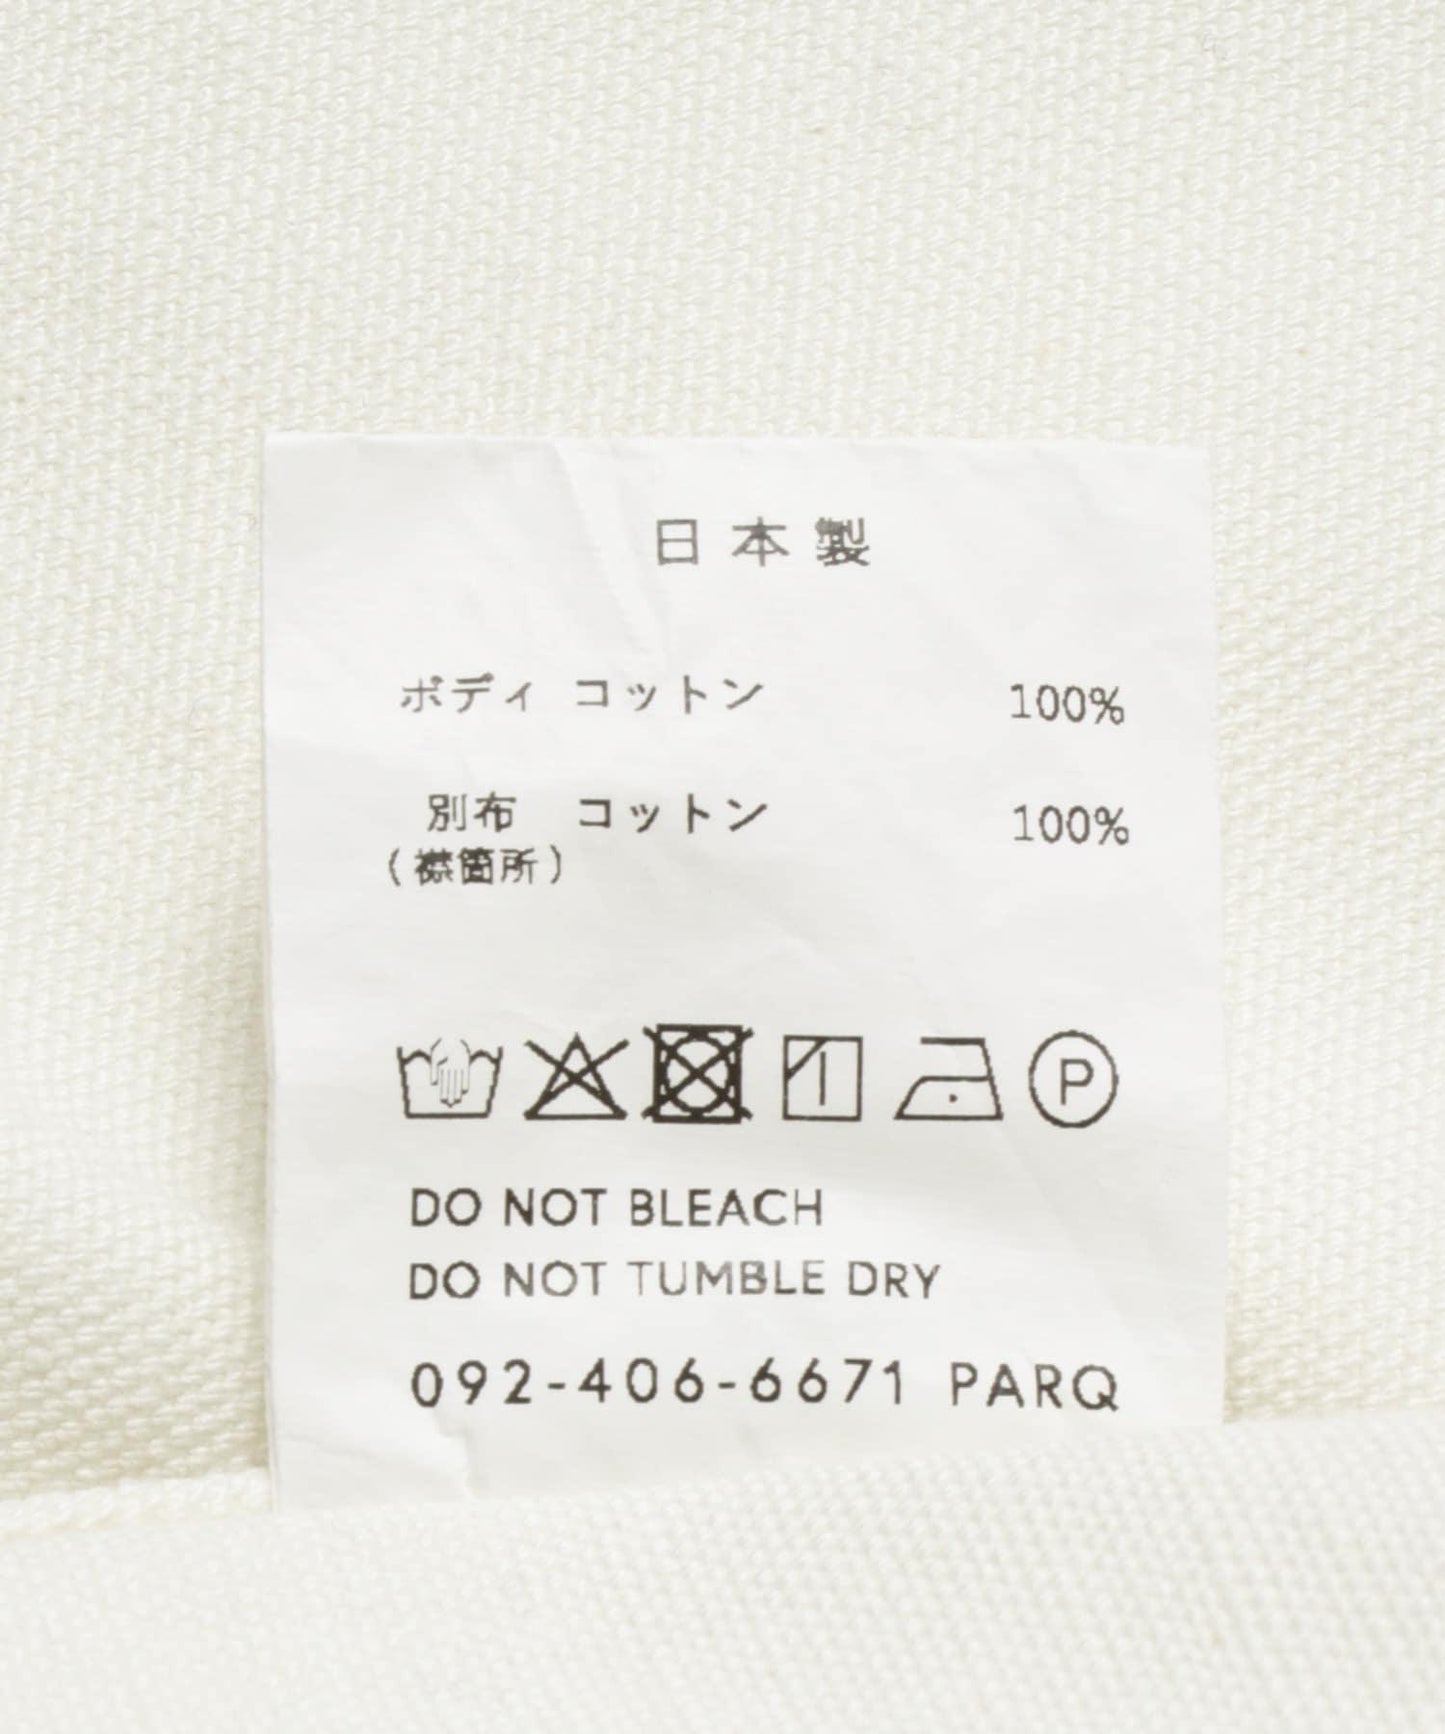 日本製
ボディ コットン 100%
別布 コットン 100%
(襟箇所)
P
DO NOT BLEACH
DO NOT TUMBLE DRY
092-406-6671 PARQ